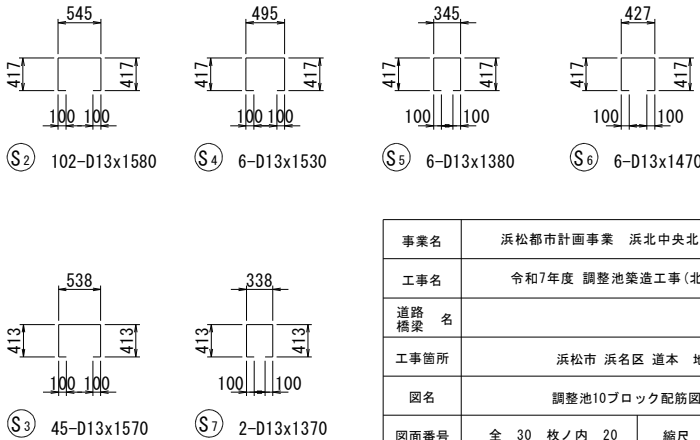 545
417 417
100 100
S2 102-D13x1580
495
417 417
100 100
S4 6-D13x1530
345
417 417
100 100
S5 6-D13x1380
427
417 417
100 100
S6 6-D13x1470
538
413 413
100 100
S3 45-D13x1570
338
413 413
100 100
S7 2-D13x1370
事業名 浜松都市計画事業 浜北中央北
工事名 令和7年度 調整池築造工事(北
道路橋梁 名
工事箇所 浜松市 浜名区 道本 地
図名 調整池10ブロック配筋図
図面番号 全 30 枚ノ内 20 縮尺